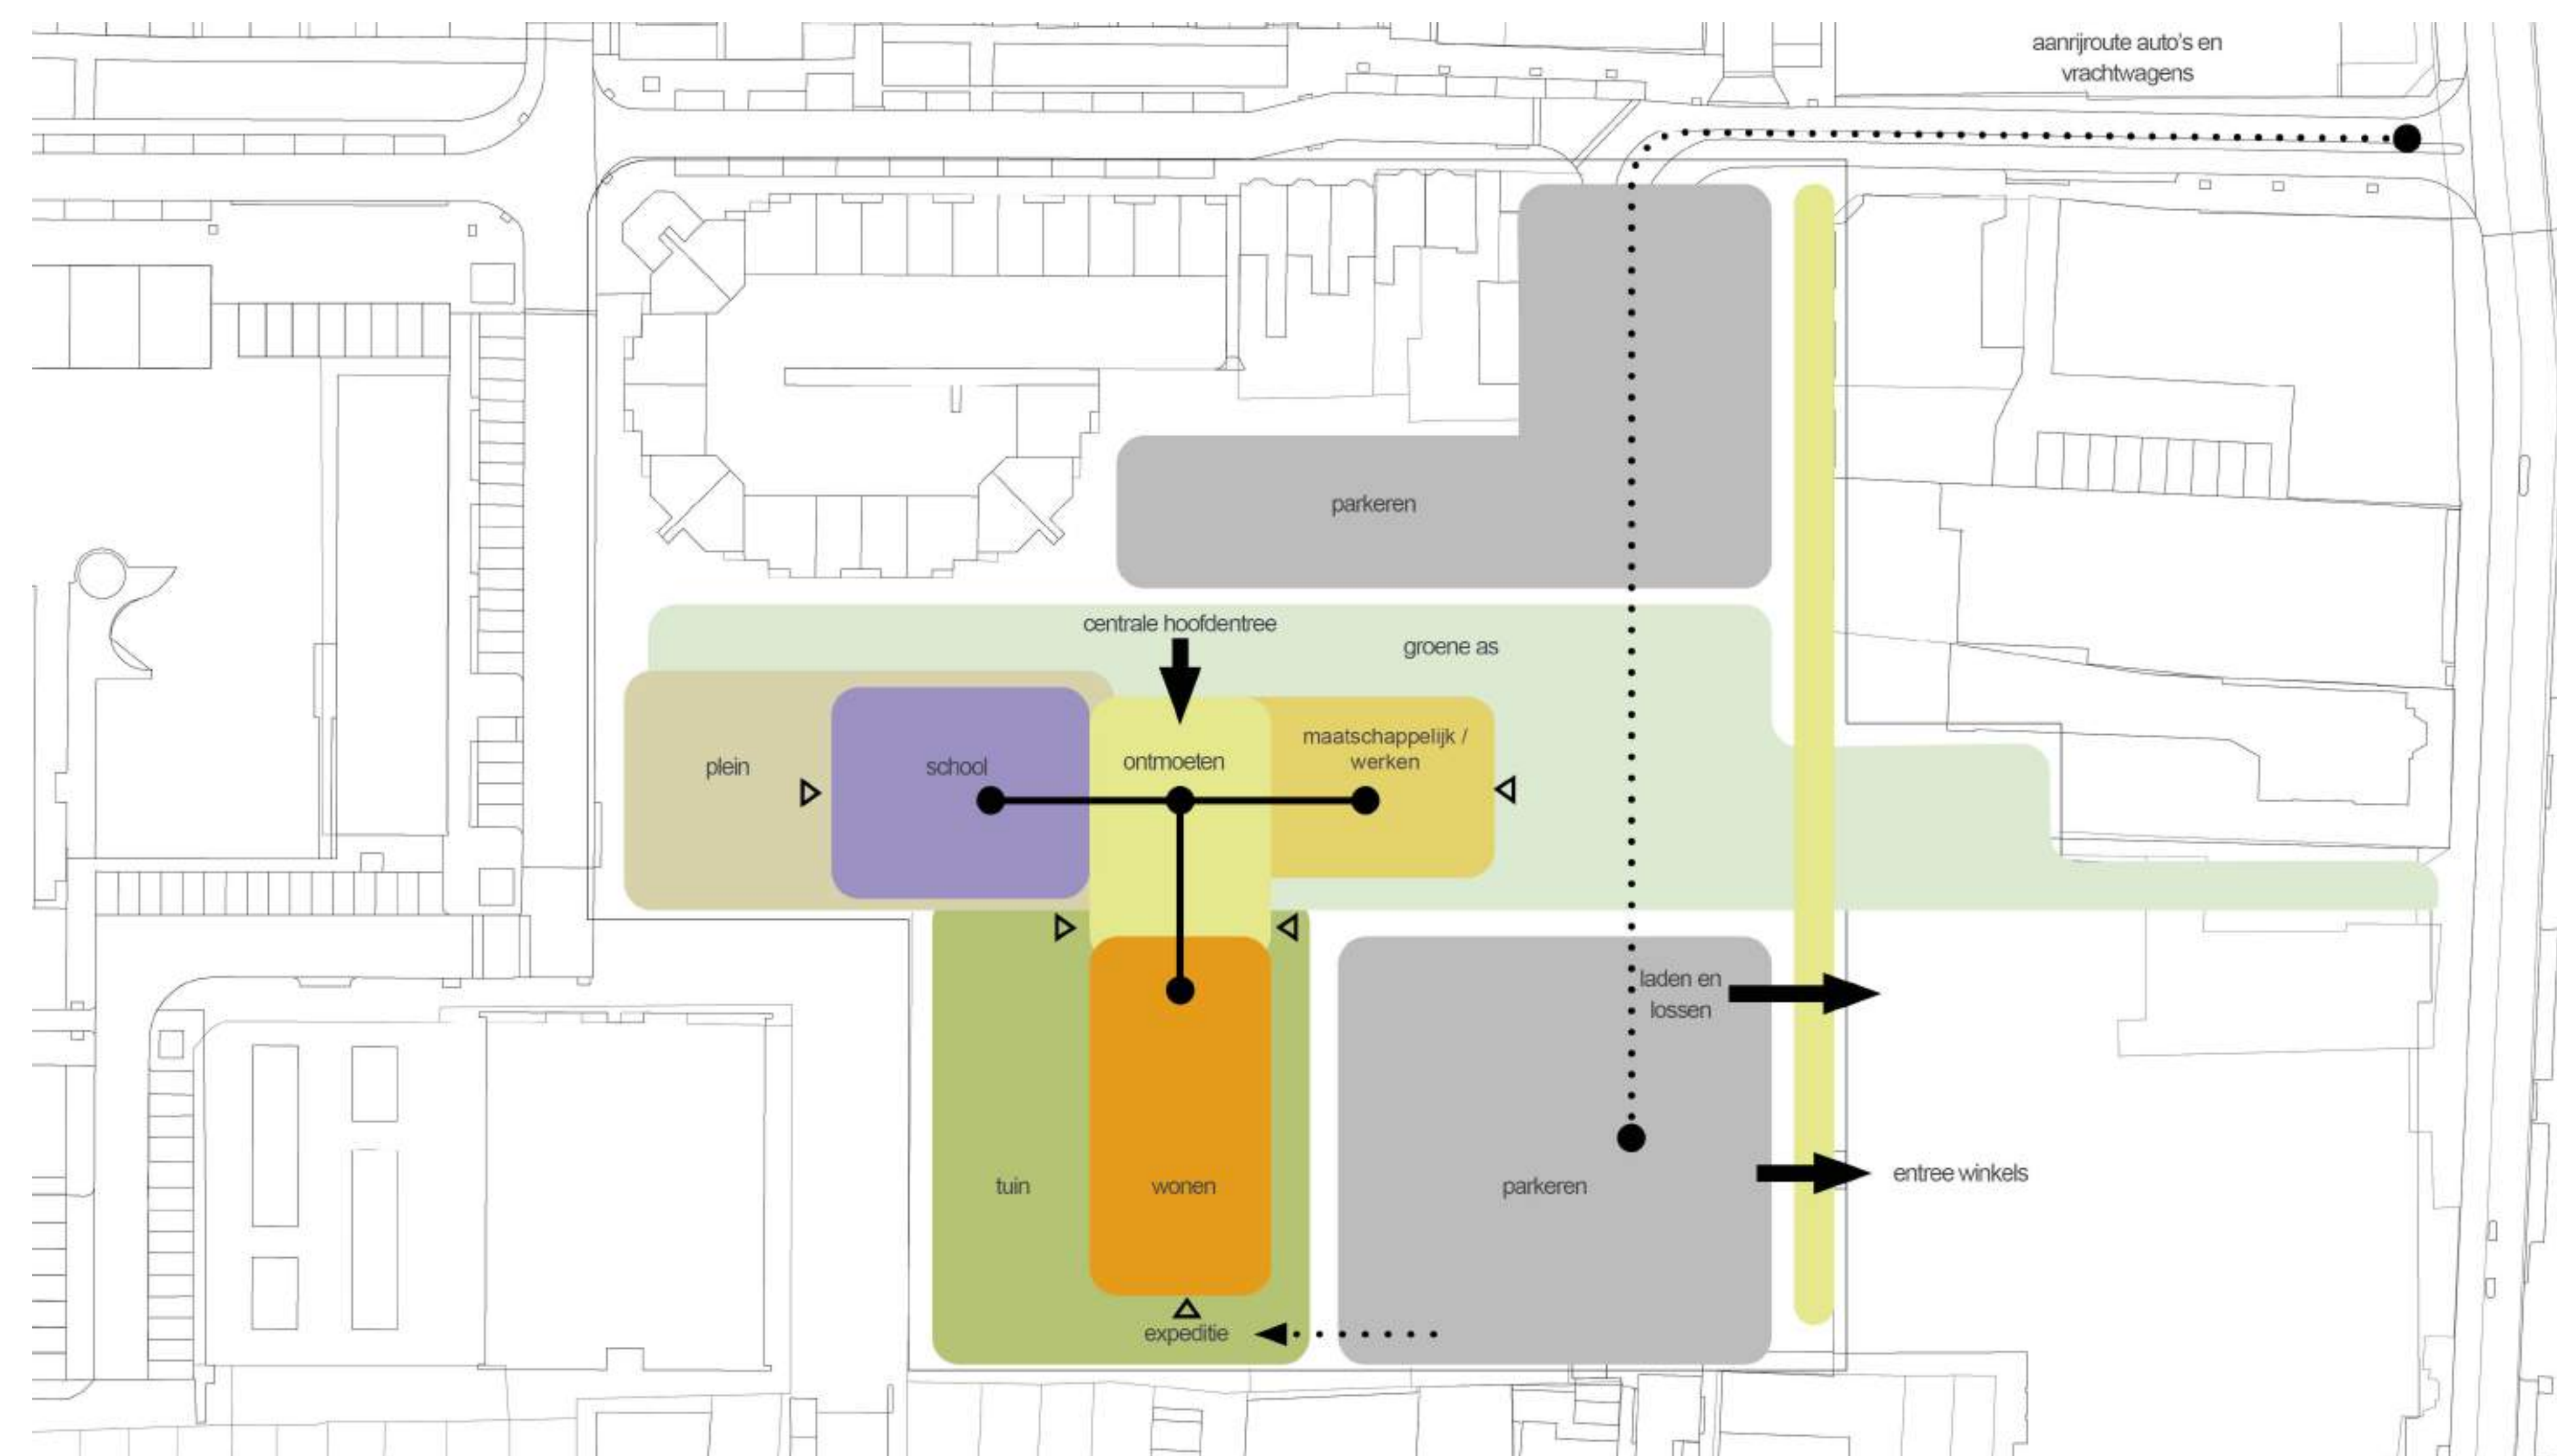 aanrijroute auto's en
vrachtwagens
parkeren
centrale hoofdentree
groene as
plein
school
ontmoeten
maatschappelijk /
werken
laden en
lossen
tuin
wonen
parkeren
entree winkels
expeditie